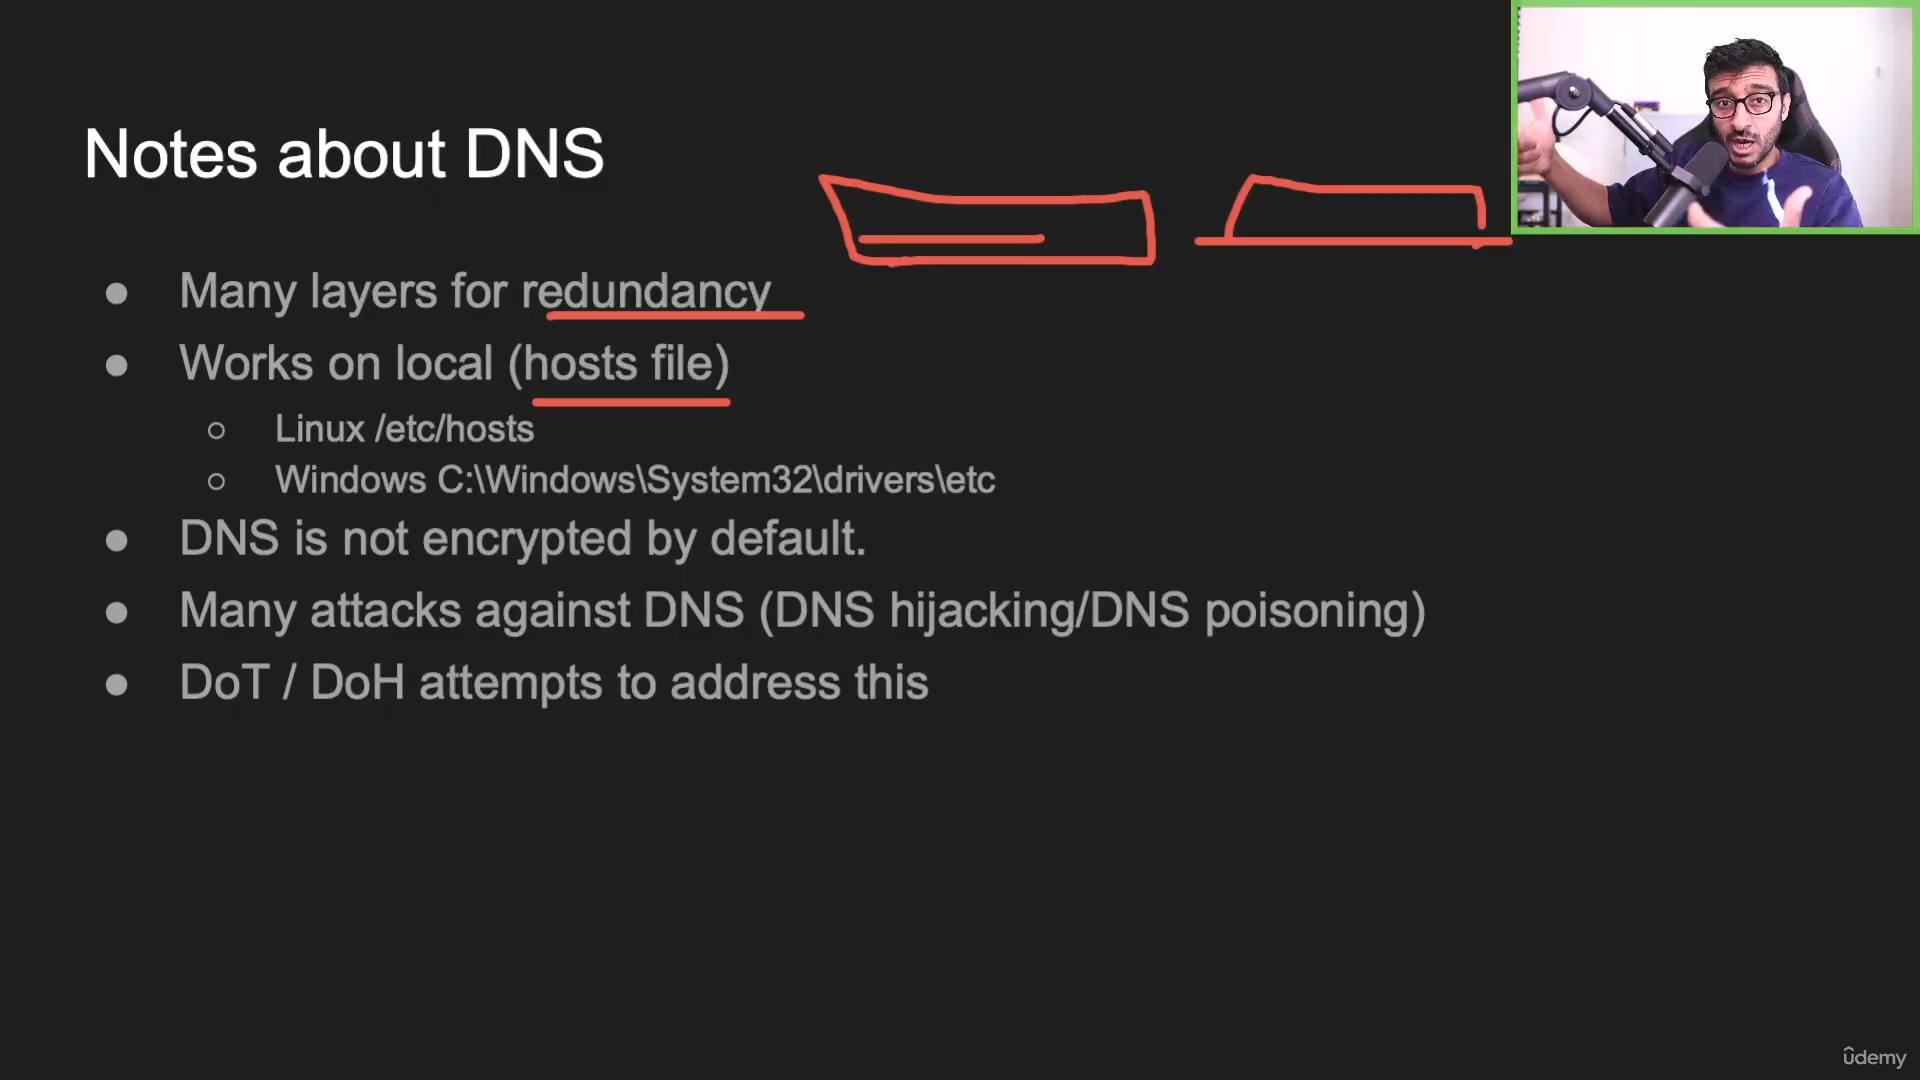 Notes about DNS
● Many layers for redundancy
● Works on local (hosts file)
○ Linux /etc/hosts
○ Windows C:\Windows\System32\drivers\etc
● DNS is not encrypted by default.
● Many attacks against DNS (DNS hijacking/DNS poisoning)
● DoT / DoH attempts to address this
ûdemy